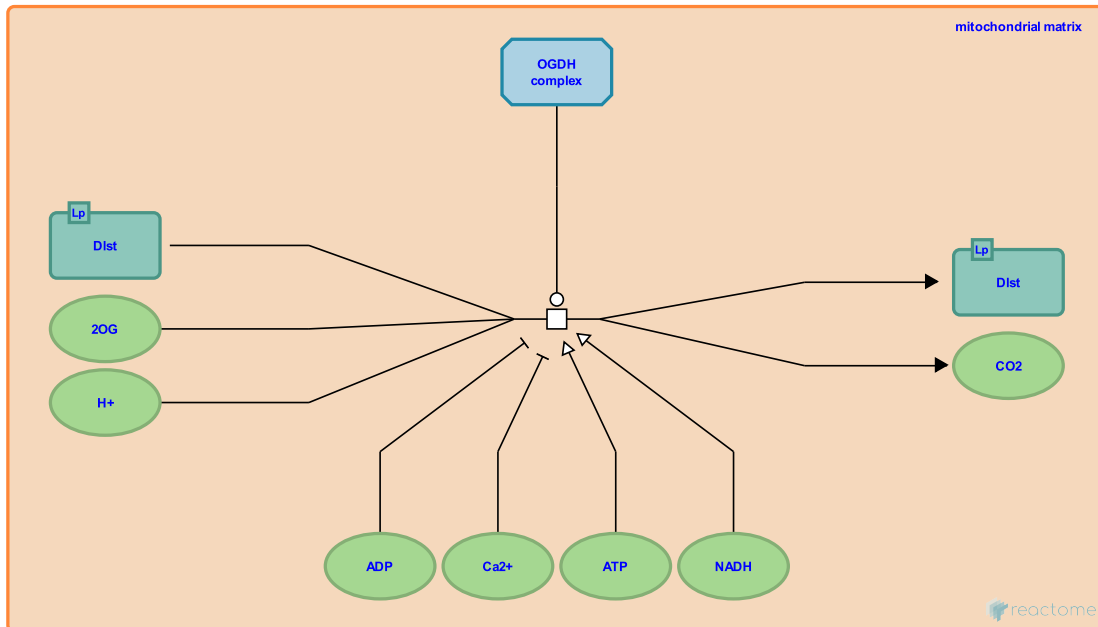 mitochondrial matrix
OGDH
complex
Lp
Dlst
2OG
H+
Lp
Dlst
CO2
ADP
Ca2+
ATP
NADH
reactome